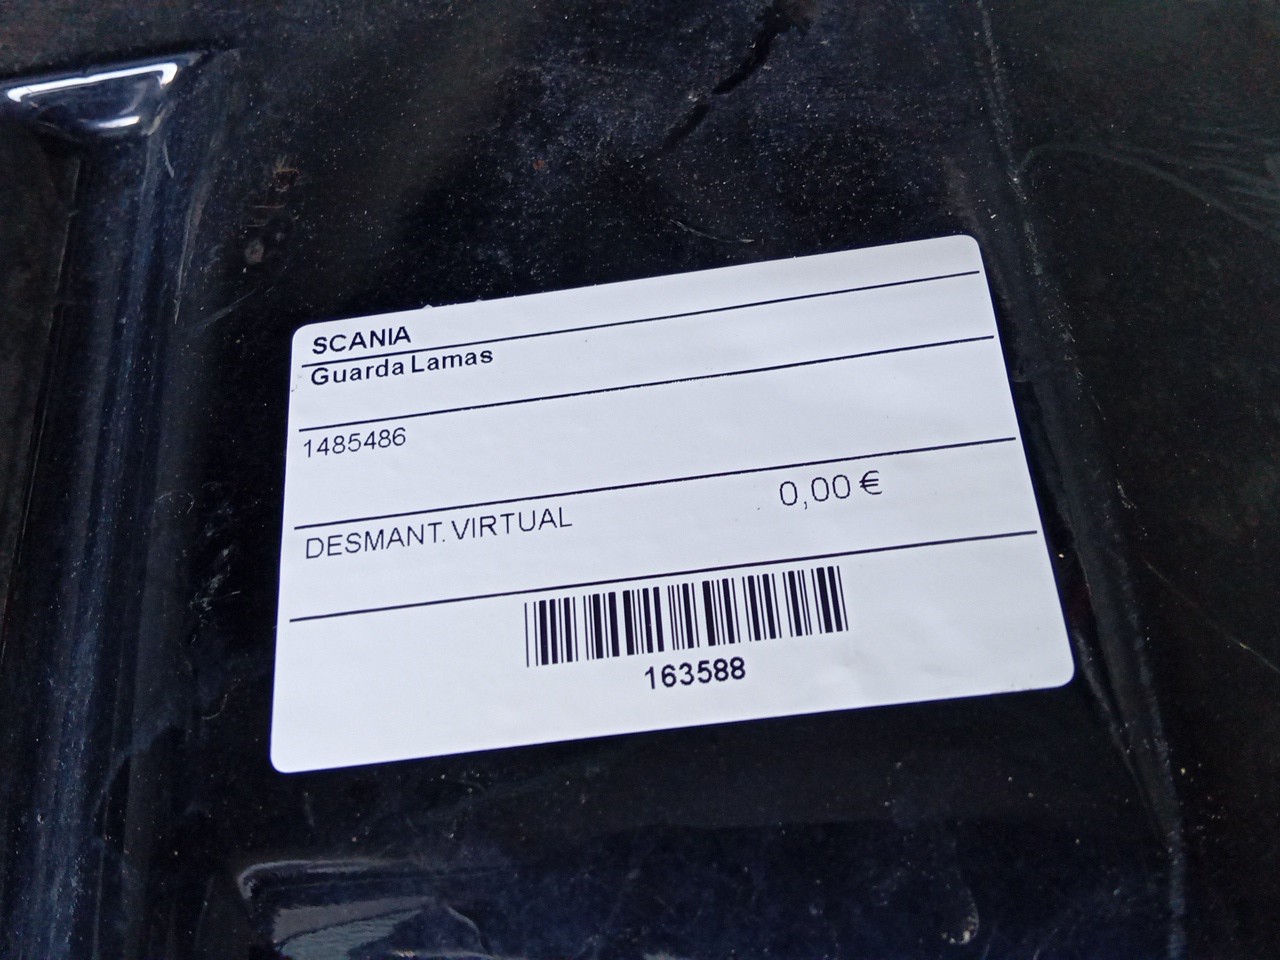 SCANIA
Guarda Lamas
1485486
DESMANT. VIRTUAL 0,00 €
163588